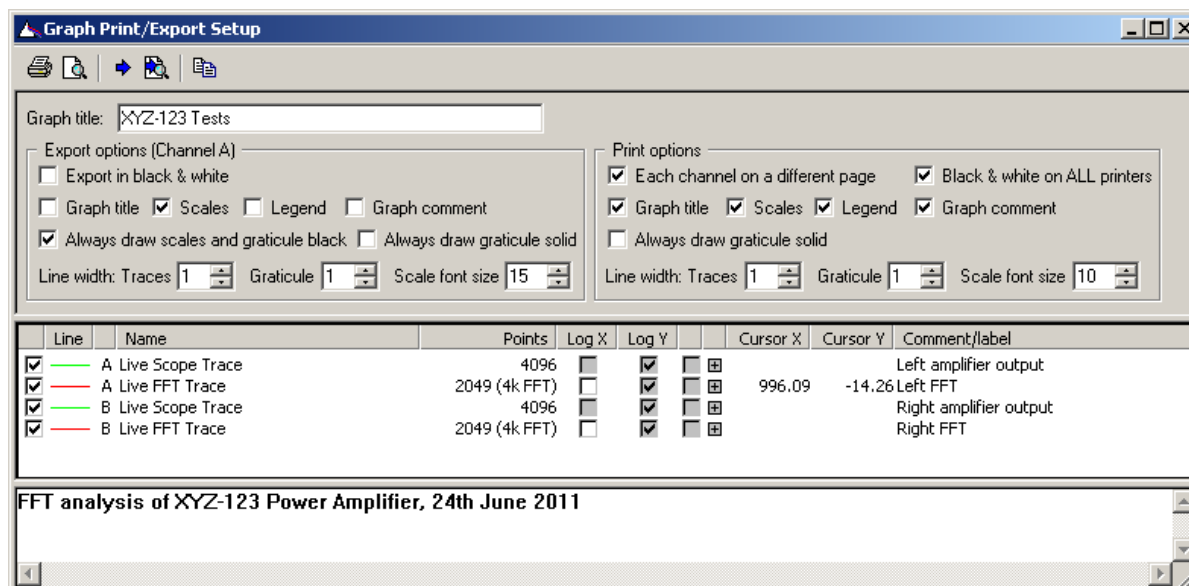 Graph Print/Export Setup
Graph title: XYZ-123 Tests
Export options (Channel A)
Export in black & white
Graph title Scales Legend Graph comment
Always draw scales and graticule black Always draw graticule solid
Line width: Traces 1 Graticule 1 Scale font size 15
Print options
Each channel on a different page Black & white on ALL printers
Graph title Scales Legend Graph comment
Always draw graticule solid
Line width: Traces 1 Graticule 1 Scale font size 10
Line Name Points Log X Log Y Cursor X Cursor Y Comment/label
A Live Scope Trace 4096 Left amplifier output
A Live FFT Trace 2049 (4k FFT) 996.09 -14.26 Left FFT
B Live Scope Trace 4096 Right amplifier output
B Live FFT Trace 2049 (4k FFT) Right FFT
FFT analysis of XYZ-123 Power Amplifier, 24th June 2011